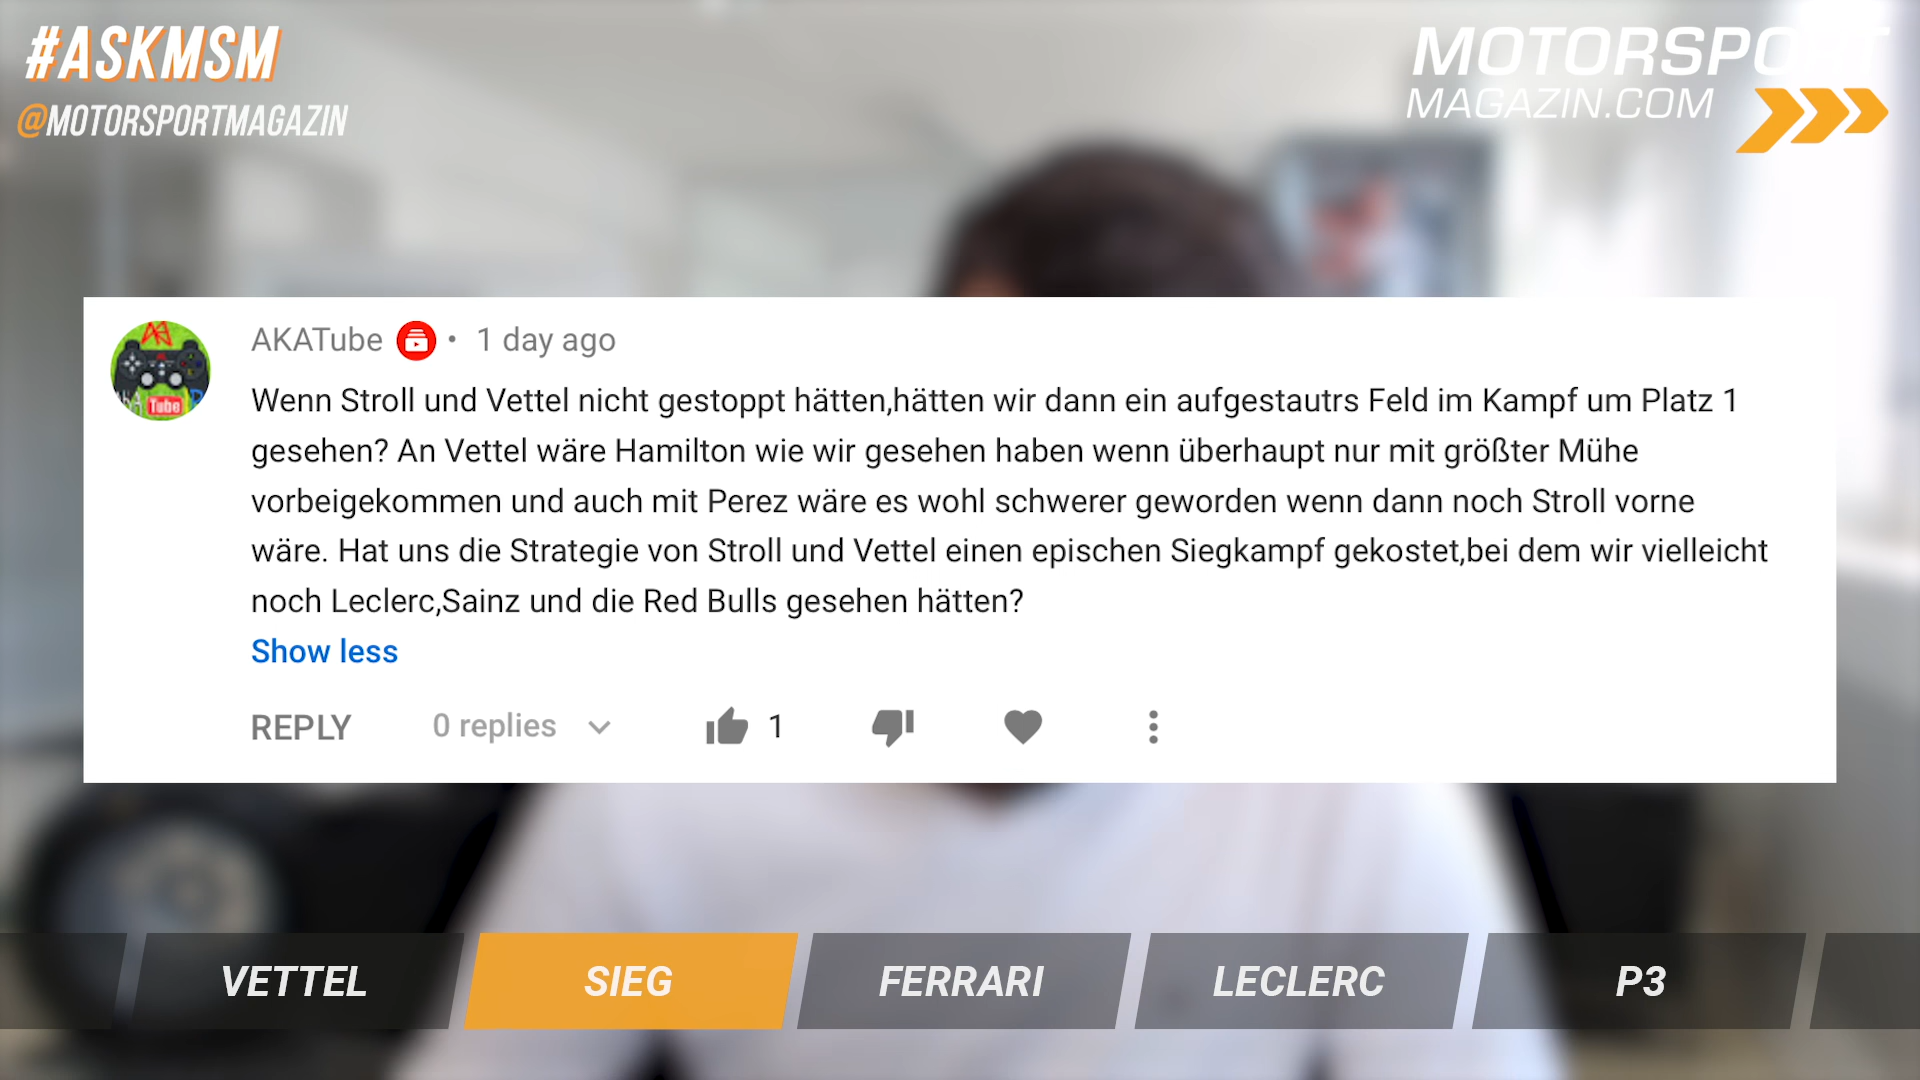 #ASKMSM
@MOTORSPORTMAGAZIN
MOTORSPORT
MAGAZIN.COM
AKATube • 1 day ago
Wenn Stroll und Vettel nicht gestoppt hätten,hätten wir dann ein aufgestautrs Feld im Kampf um Platz 1
gesehen? An Vettel wäre Hamilton wie wir gesehen haben wenn überhaupt nur mit größter Mühe
vorbeigekommen und auch mit Perez wäre es wohl schwerer geworden wenn dann noch Stroll vorne
wäre. Hat uns die Strategie von Stroll und Vettel einen epischen Siegkampf gekostet,bei dem wir vielleicht
noch Leclerc,Sainz und die Red Bulls gesehen hätten?
Show less
REPLY 0 replies 1
Tube
VETTEL SIEG FERRARI LECLERC P3